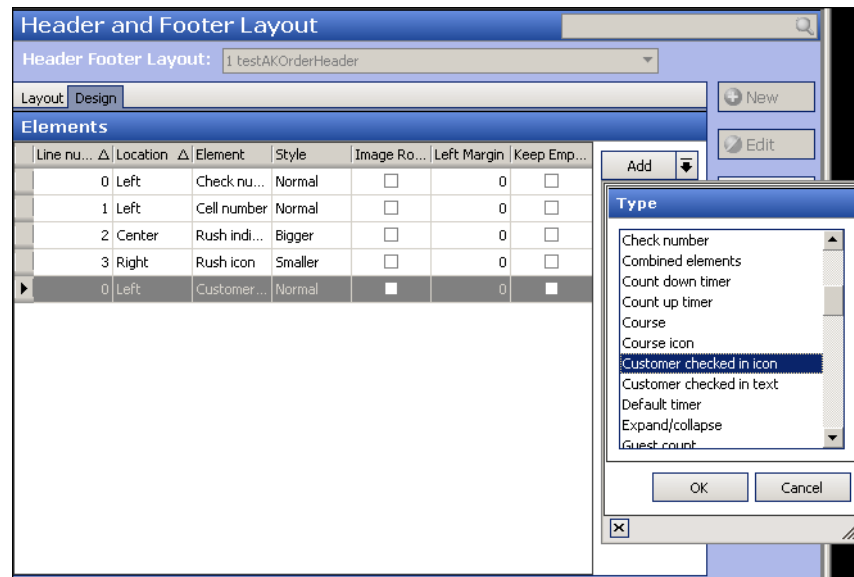 Header and Footer Layout
Header Footer Layout: 1 testAKOrderHeader
Layout Design
New
Elements
Edit
Line nu... Location Element Style Image Ro... Left Margin Keep Emp...
Add
0 Left Check nu... Normal 0
1 Left Cell number Normal 0
2 Center Rush indi... Bigger 0
3 Right Rush icon Smaller 0
0 Left Customer... Normal 0
Type
Check number
Combined elements
Count down timer
Count up timer
Course
Course icon
Customer checked in icon
Customer checked in text
Default timer
Expand/collapse
Guest count
OK Cancel